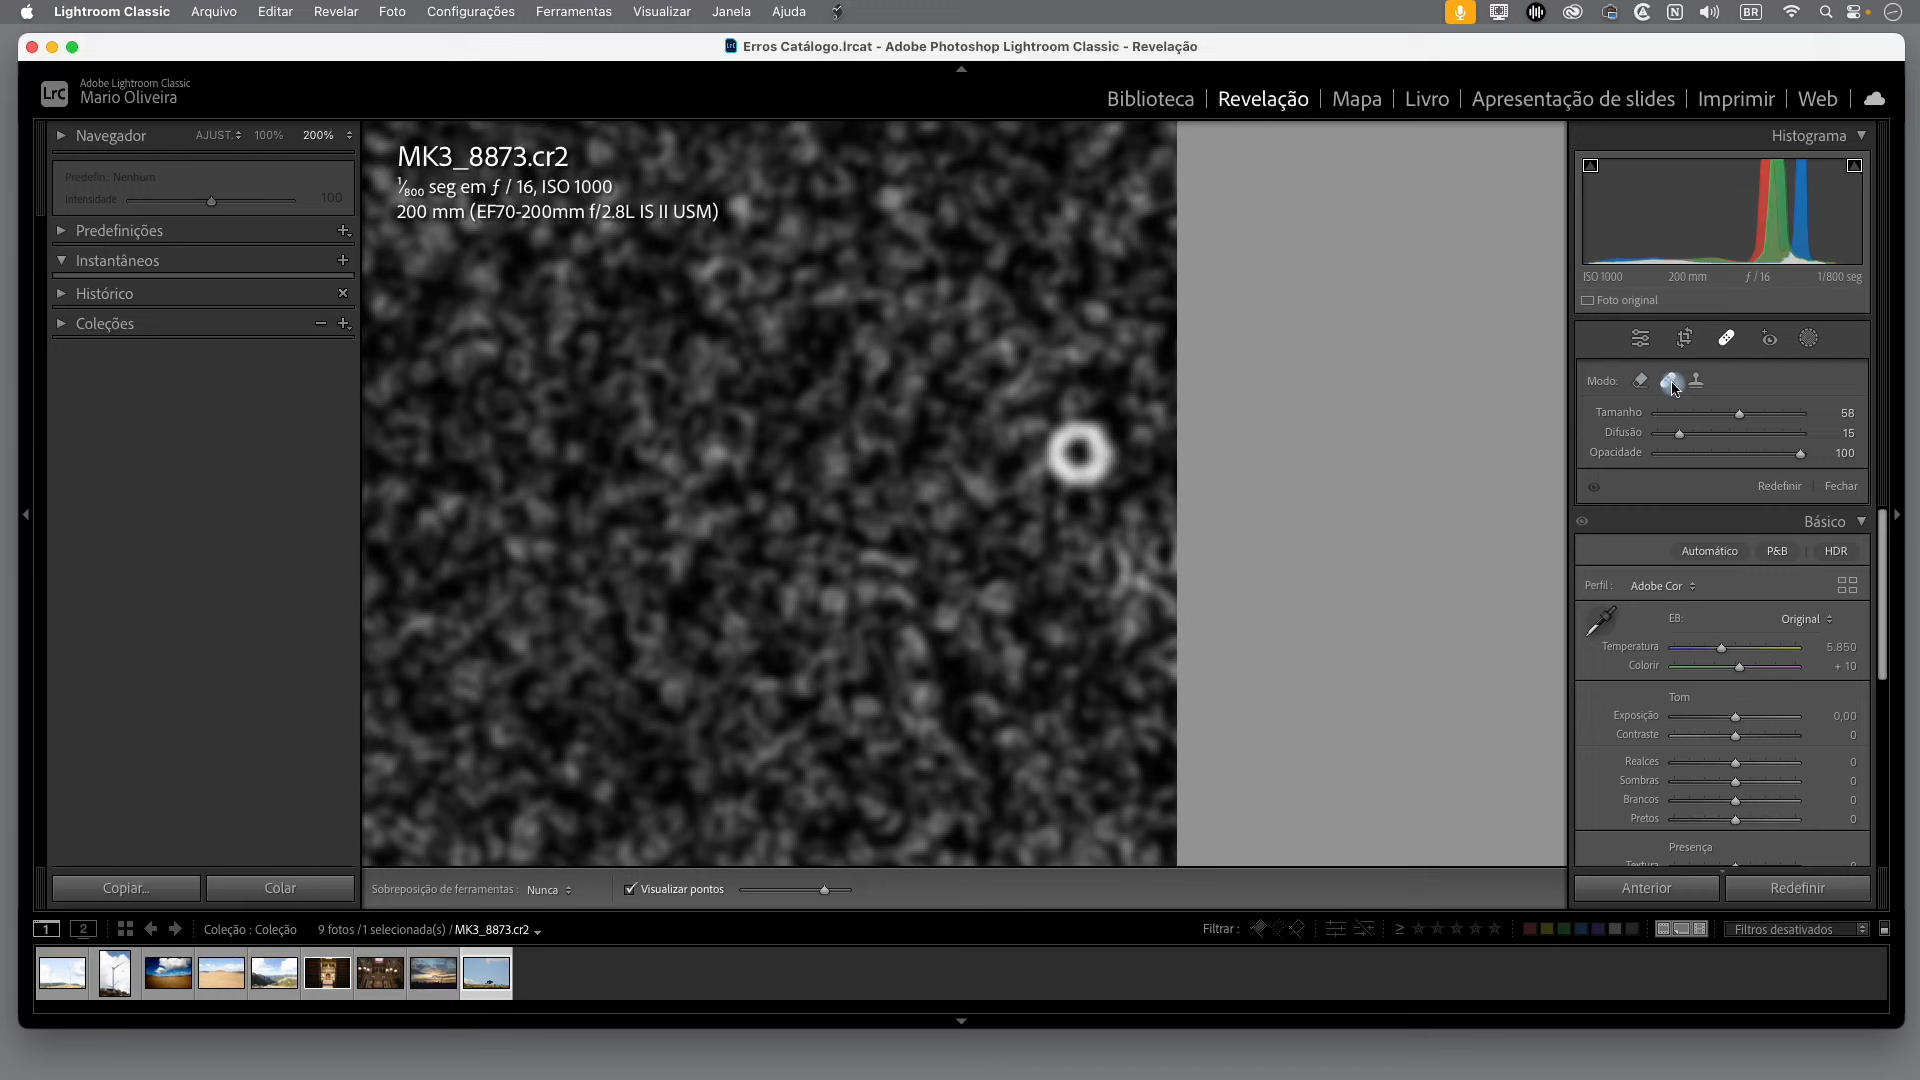 Lightroom Classic Arquivo Editar Revelar Foto Configurações Ferramentas Visualizar Janela Ajuda BR
Erros Catálogo.lrcat - Adobe Photoshop Lightroom Classic - Revelação
LrC Adobe Lightroom Classic
Mario Oliveira
Biblioteca | Revelação | Mapa | Livro | Apresentação de slides | Imprimir | Web
Navegador AJUST. 100% 200%
Predefin.: Nenhum
Intensidade 100
Predefinições
Instantâneos
Histórico
Coleções
MK3_8873.cr2
1/800 seg em ƒ / 16, ISO 1000
200 mm (EF70-200mm f/2.8L IS II USM)
Histograma
ISO 1000 200 mm ƒ / 16 1/800 seg
Foto original
Modo:
Tamanho 58
Difusão 15
Opacidade 100
Redefinir Fechar
Básico
Automático P&B HDR
Perfil : Adobe Cor
EB: Original
Temperatura 5.850
Colorir + 10
Tom
Exposição 0,00
Contraste 0
Realces 0
Sombras 0
Brancos 0
Pretos 0
Presença
Textura 0
Copiar... Colar
Sobreposição de ferramentas : Nunca Visualizar pontos
Anterior Redefinir
1 2 Coleção : Coleção 9 fotos /1 selecionada(s) /MK3_8873.cr2
Filtrar : ≥ Filtros desativados